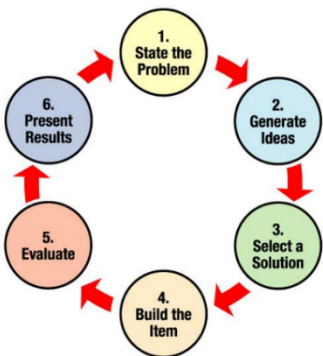 1.
State the
Problem
2.
Generate
Ideas
3.
Select a
Solution
4.
Build the
Item
5.
Evaluate
6.
Present
Results